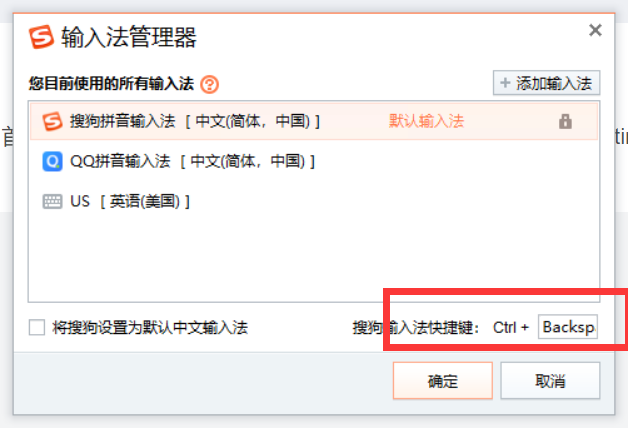 输入法管理器
您目前使用的所有输入法
+ 添加输入法
搜狗拼音输入法 [ 中文(简体，中国) ] 默认输入法
QQ拼音输入法 [ 中文(简体，中国) ]
US [ 英语(美国) ]
将搜狗设置为默认中文输入法
搜狗输入法快捷键： Ctrl + Backsp
确定
取消